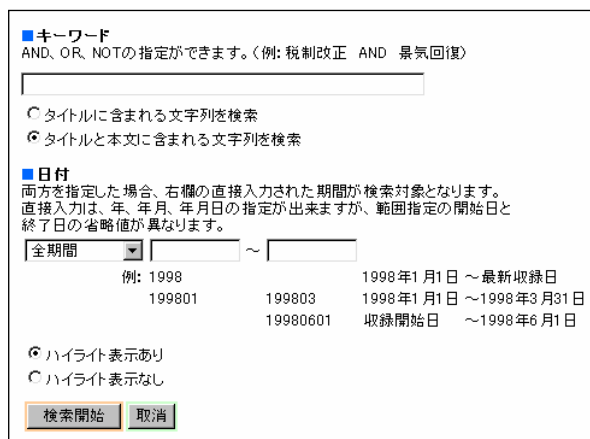 ■キーワード
AND、OR、NOTの指定ができます。（例: 税制改正 AND 景気回復）
タイトルに含まれる文字列を検索
タイトルと本文に含まれる文字列を検索
■日付
両方を指定した場合、右欄の直接入力された期間が検索対象となります。
直接入力は、年、年月、年月日の指定が出来ますが、範囲指定の開始日と
終了日の省略値が異なります。
全期間 ～
例: 1998 1998年1月1日 ～最新収録日
199801 199803 1998年1月1日 ～1998年3月31日
19980601 収録開始日 ～1998年6月1日
ハイライト表示あり
ハイライト表示なし
検索開始 取消